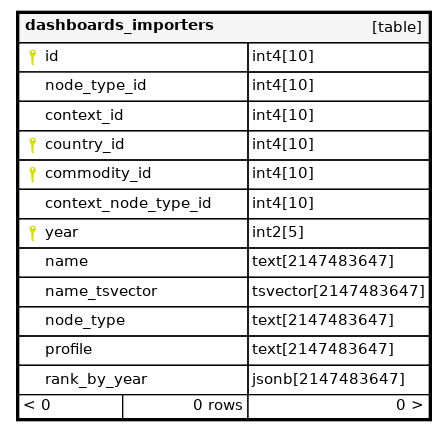 dashboards_importers [table]
id int4[10]
node_type_id int4[10]
context_id int4[10]
country_id int4[10]
commodity_id int4[10]
context_node_type_id int4[10]
year int2[5]
name text[2147483647]
name_tsvector tsvector[2147483647]
node_type text[2147483647]
profile text[2147483647]
rank_by_year jsonb[2147483647]
< 0 0 rows 0 >